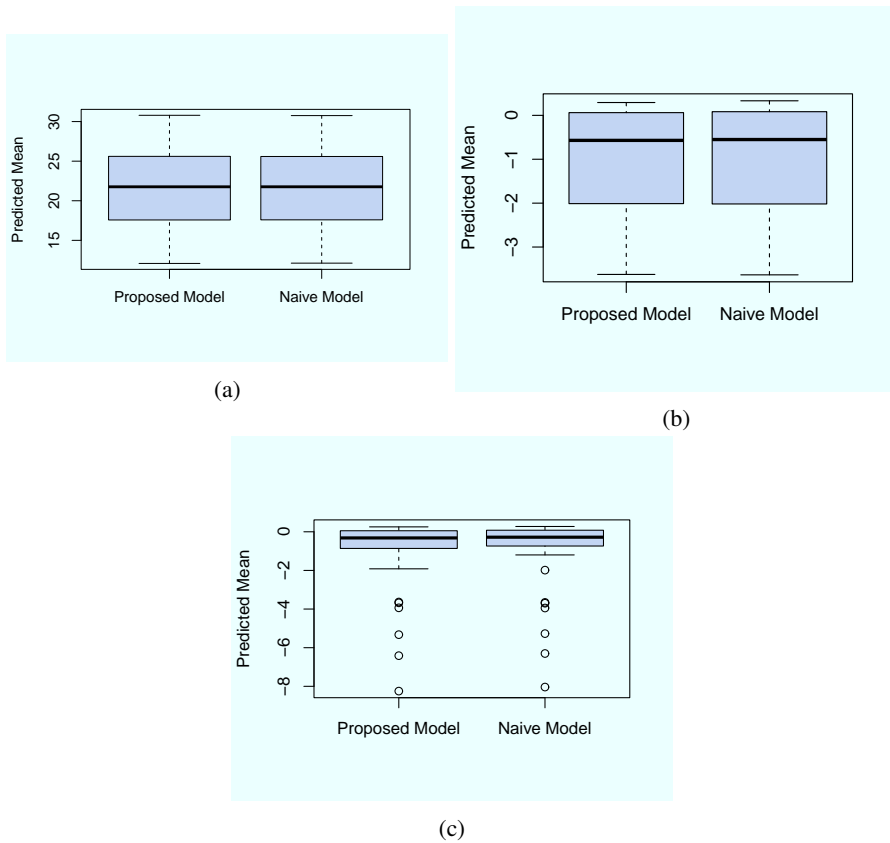 Predicted Mean
30
25
20
15
Proposed Model Naive Model
(a)
Predicted Mean
0
−1
−2
−3
Proposed Model Naive Model
(b)
Predicted Mean
0
−2
−4
−6
−8
Proposed Model Naive Model
(c)